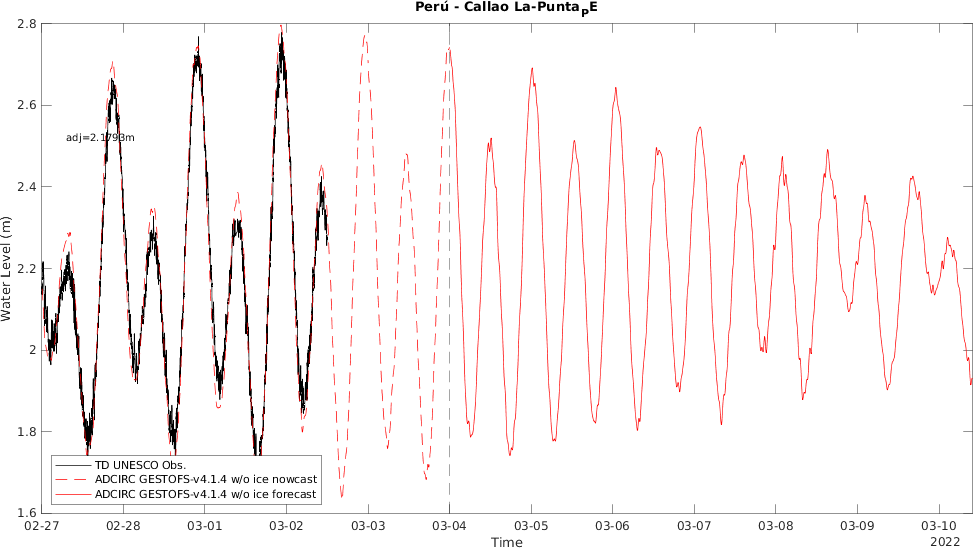 Perú - Callao La-Punta_PE
2.8
2.6
2.4
2.2
2
1.8
1.6
Water Level (m)
adj=2.1793m
TD UNESCO Obs.
ADCIRC GESTOFS-v4.1.4 w/o ice nowcast
ADCIRC GESTOFS-v4.1.4 w/o ice forecast
02-27 02-28 03-01 03-02 03-03 03-04 03-05 03-06 03-07 03-08 03-09 03-10
Time
2022